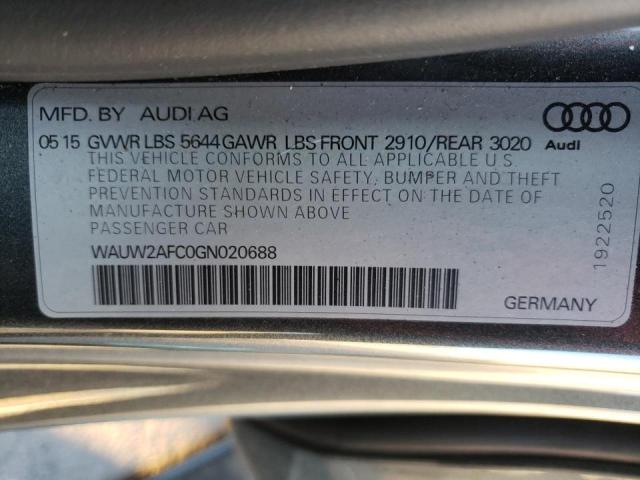 MFD. BY AUDI AG
05 15 GVWR LBS 5644 GAWR LBS FRONT 2910/REAR 3020
Audi
THIS VEHICLE CONFORMS TO ALL APPLICABLE U.S.
FEDERAL MOTOR VEHICLE SAFETY, BUMPER AND THEFT
PREVENTION STANDARDS IN EFFECT ON THE DATE OF
MANUFACTURE SHOWN ABOVE
PASSENGER CAR
WAUW2AFC0GN020688
1922520
GERMANY